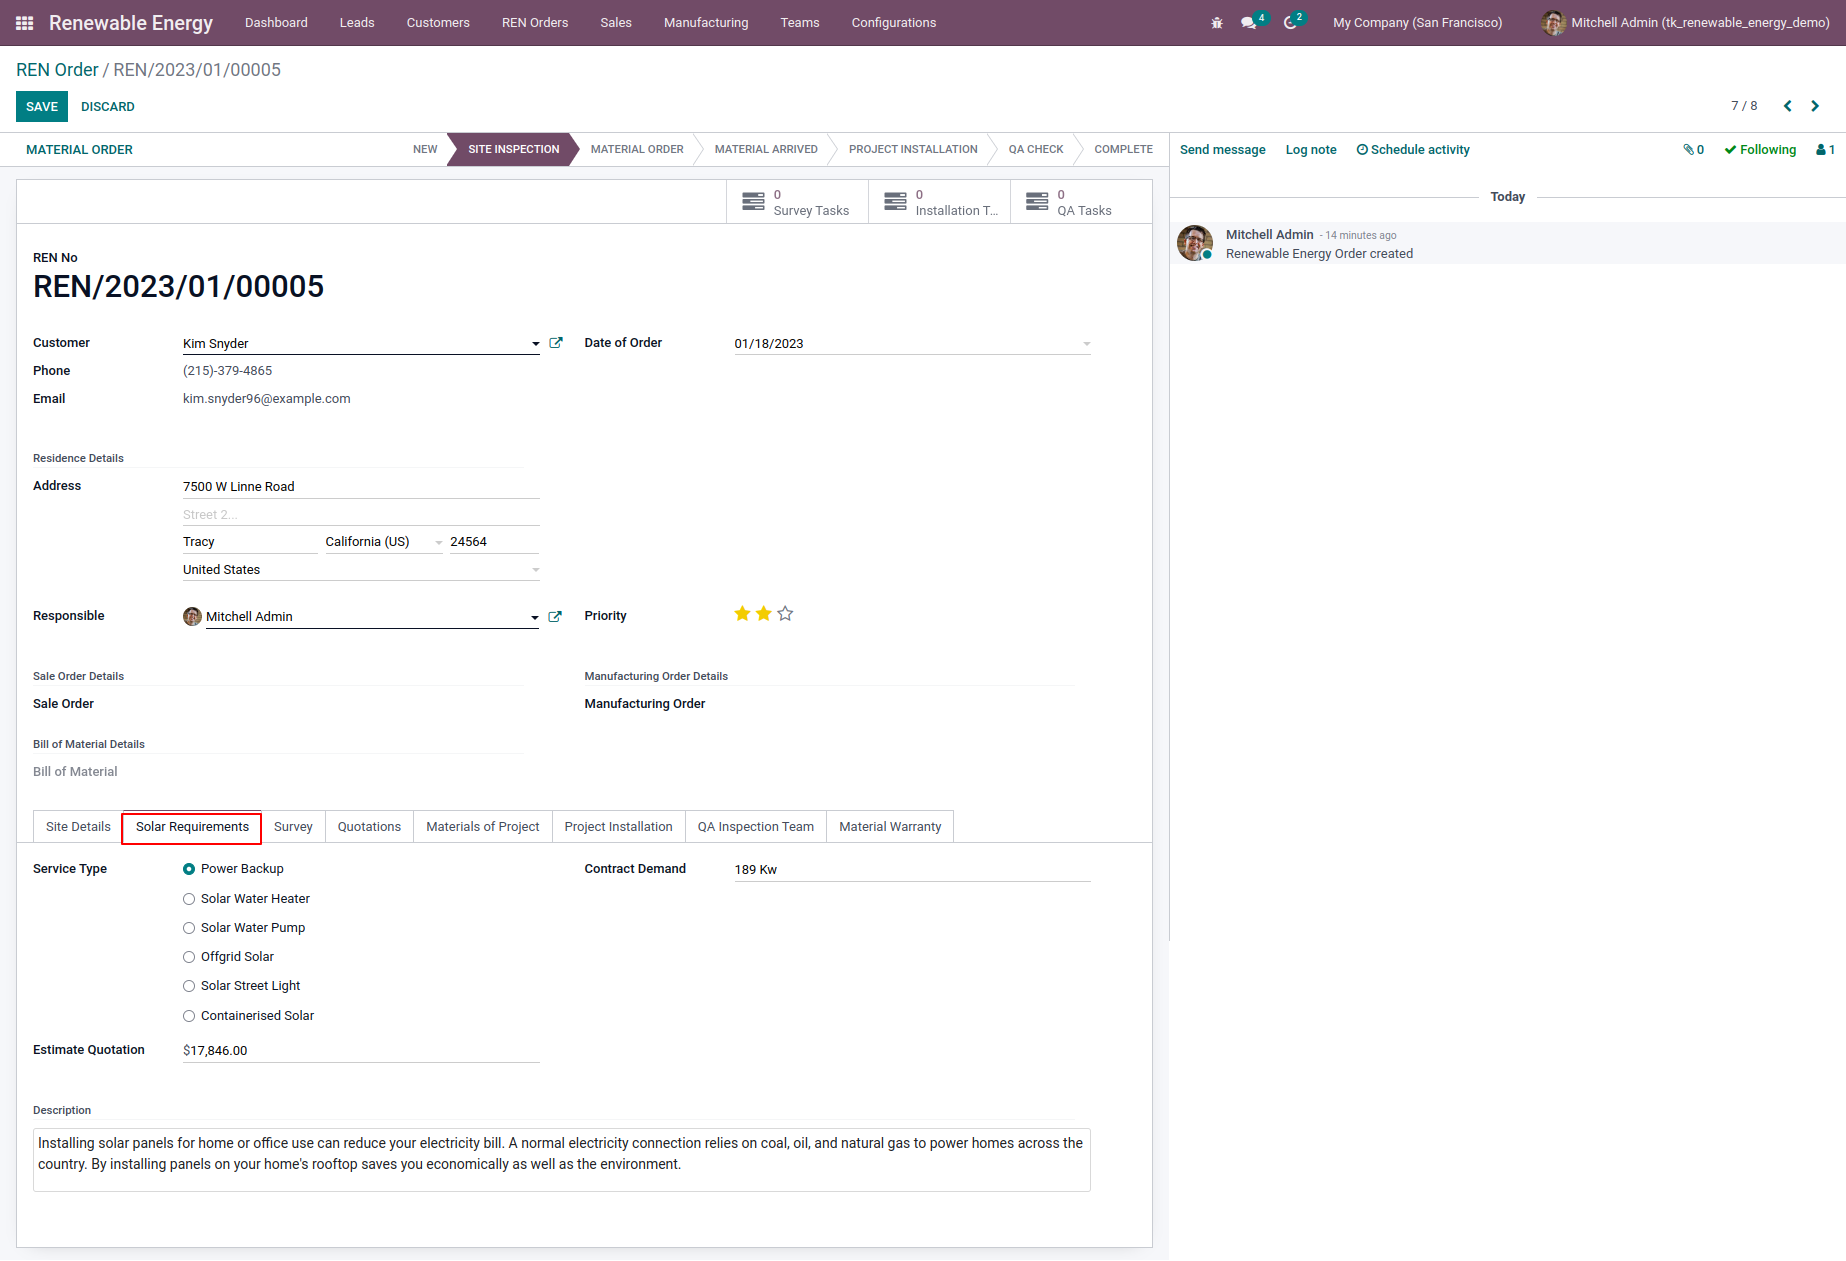 Renewable Energy Dashboard Leads Customers REN Orders Sales Manufacturing Teams Configurations 4 2 My Company (San Francisco) Mitchell Admin (tk_renewable_energy_demo)
REN Order / REN/2023/01/00005
SAVE DISCARD 7 / 8
MATERIAL ORDER NEW SITE INSPECTION MATERIAL ORDER MATERIAL ARRIVED PROJECT INSTALLATION QA CHECK COMPLETE
Send message Log note Schedule activity 0 Following 1
Today
Mitchell Admin - 14 minutes ago
Renewable Energy Order created
0 Survey Tasks
0 Installation T...
0 QA Tasks
REN No
REN/2023/01/00005
Customer Kim Snyder Date of Order 01/18/2023
Phone (215)-379-4865
Email kim.snyder96@example.com
Residence Details
Address 7500 W Linne Road
Street 2...
Tracy California (US) 24564
United States
Responsible Mitchell Admin Priority
Sale Order Details Manufacturing Order Details
Sale Order Manufacturing Order
Bill of Material Details
Bill of Material
Site Details Solar Requirements Survey Quotations Materials of Project Project Installation QA Inspection Team Material Warranty
Service Type Power Backup Contract Demand 189 Kw
Solar Water Heater
Solar Water Pump
Offgrid Solar
Solar Street Light
Containerised Solar
Estimate Quotation $17,846.00
Description
Installing solar panels for home or office use can reduce your electricity bill. A normal electricity connection relies on coal, oil, and natural gas to power homes across the
country. By installing panels on your home's rooftop saves you economically as well as the environment.